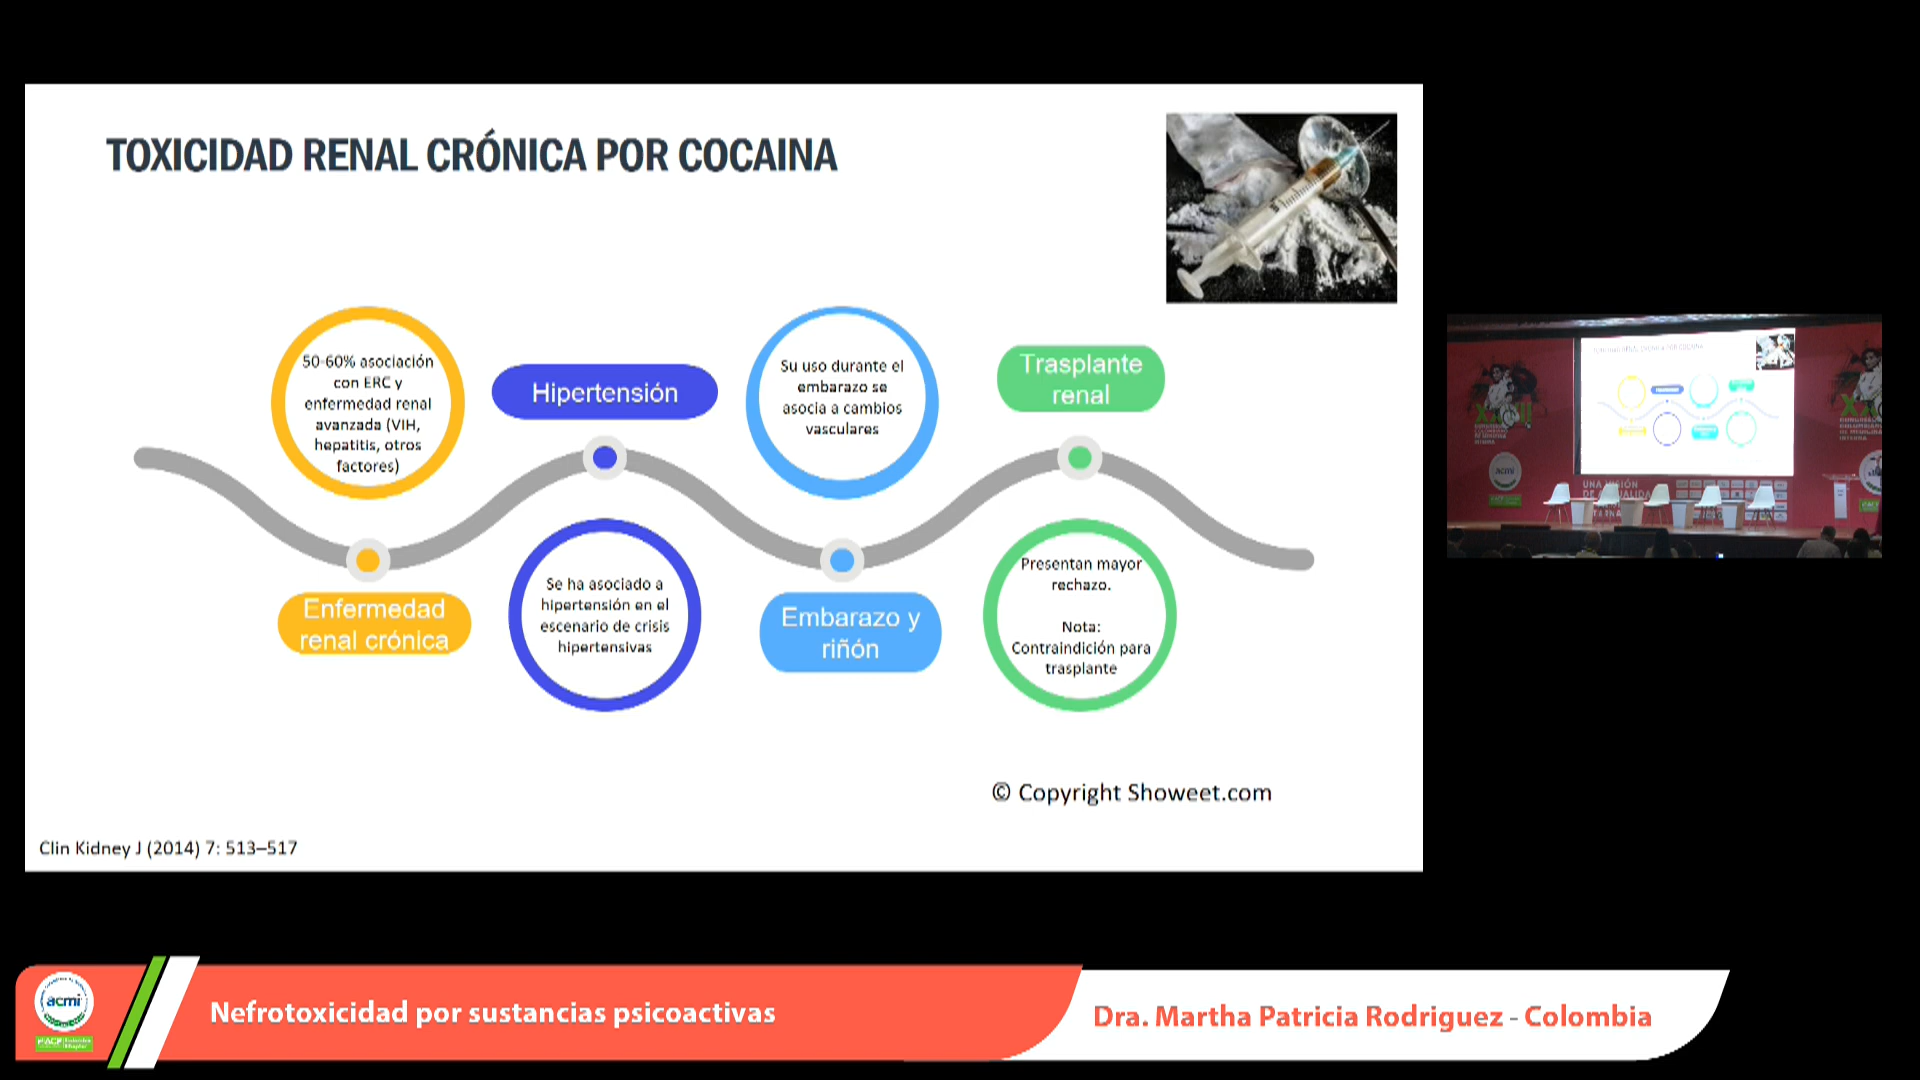 TOXICIDAD RENAL CRÓNICA POR COCAINA
50-60% asociación
con ERC y
enfermedad renal
avanzada (VIH,
hepatitis, otros
factores)
Hipertensión
Su uso durante el
embarazo se
asocia a cambios
vasculares
Trasplante
renal
Enfermedad
renal crónica
Se ha asociado a
hipertensión en el
escenario de crisis
hipertensivas
Embarazo y
riñón
Presentan mayor
rechazo.
Nota:
Contraindición para
trasplante
© Copyright Showeet.com
Clin Kidney J (2014) 7: 513–517
acmi
Nefrotoxicidad por sustancias psicoactivas
Dra. Martha Patricia Rodriguez - Colombia